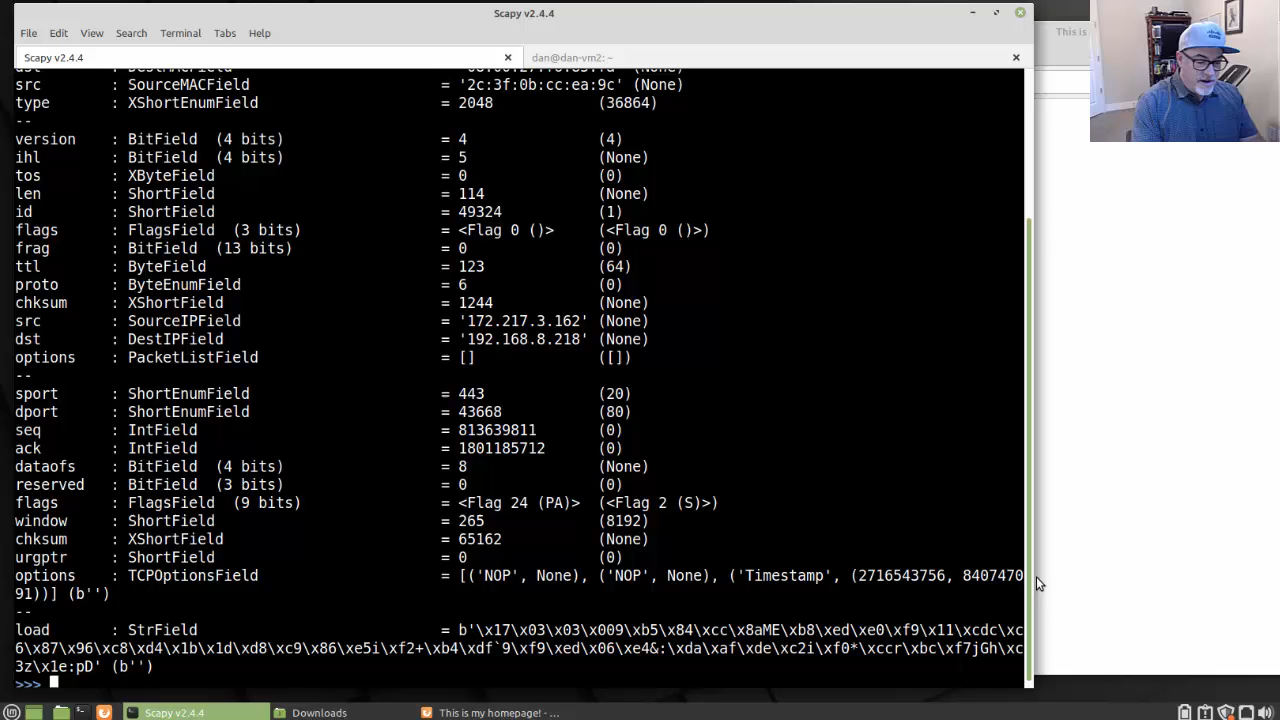 Scapy v2.4.4
File Edit View Search Terminal Tabs Help
This is
Scapy v2.4.4
dan@dan-vm2: ~
src : SourceMACField = '2c:3f:0b:cc:ea:9c' (None)
type : XShortEnumField = 2048 (36864)
--
version : BitField (4 bits) = 4 (4)
ihl : BitField (4 bits) = 5 (None)
tos : XByteField = 0 (0)
len : ShortField = 114 (None)
id : ShortField = 49324 (1)
flags : FlagsField (3 bits) = <Flag 0 ()> (<Flag 0 ()>)
frag : BitField (13 bits) = 0 (0)
ttl : ByteField = 123 (64)
proto : ByteEnumField = 6 (0)
chksum : XShortField = 1244 (None)
src : SourceIPField = '172.217.3.162' (None)
dst : DestIPField = '192.168.8.218' (None)
options : PacketListField = [] ([])
--
sport : ShortEnumField = 443 (20)
dport : ShortEnumField = 43668 (80)
seq : IntField = 813639811 (0)
ack : IntField = 1801185712 (0)
dataofs : BitField (4 bits) = 8 (None)
reserved : BitField (3 bits) = 0 (0)
flags : FlagsField (9 bits) = <Flag 24 (PA)> (<Flag 2 (S)>)
window : ShortField = 265 (8192)
chksum : XShortField = 65162 (None)
urgptr : ShortField = 0 (0)
options : TCPOptionsField = [('NOP', None), ('NOP', None), ('Timestamp', (2716543756, 8407470
91))] (b'')
--
load : StrField = b'\x17\x03\x03\x009\xb5\x84\xcc\x8aME\xb8\xed\xe0\xf9\x11\xcdc\xc
6\x87\x96\xc8\xd4\x1b\x1d\xd8\xc9\x86\xe5i\xf2+\xb4\xdf`9\xf9\xed\x06\xe4&:\xda\xaf\xde\xc2i\xf0*\xccr\xbc\xf7jGh\xc
3z\x1e:pD' (b'')
>>>
Scapy v2.4.4
Downloads
This is my homepage! - ...